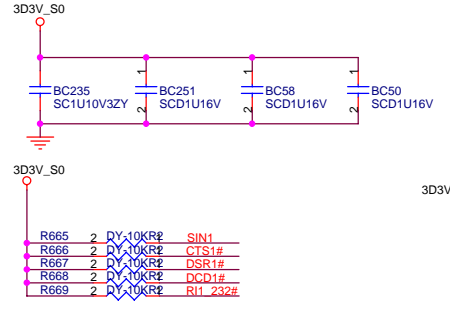 3D3V_S0
1 1 1
BC235 BC251 BC58 BC50
SC1U10V3ZY SCD1U16V SCD1U16V SCD1U16V
2 2 2
3D3V_S0
3D3V
R665 2 DY-10KR2 1 SIN1
R666 2 DY-10KR2 1 CTS1#
R667 2 DY-10KR2 1 DSR1#
R668 2 DY-10KR2 1 DCD1#
R669 2 DY-10KR2 1 RI1_232#